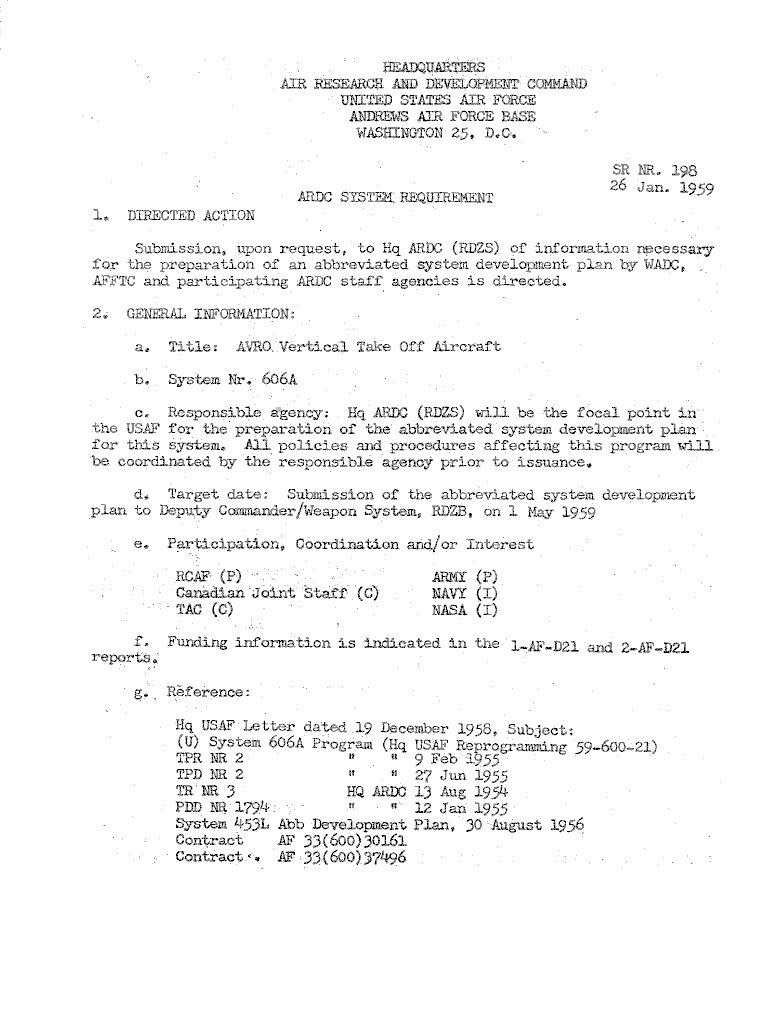 HEADQUARTERS
AIR RESEARCH AND DEVELOPMENT COMMAND
UNITED STATES AIR FORCE
ANDREWS AIR FORCE BASE
WASHINGTON 25, D.C.
SR NR. 198
26 Jan. 1959
ARDC SYSTEM REQUIREMENT
1. DIRECTED ACTION
Submission, upon request, to Hq ARDC (RDZS) of information necessary
for the preparation of an abbreviated system development plan by WADC,
AFFTC and participating ARDC staff agencies is directed.
2. GENERAL INFORMATION:
a. Title: AVRO Vertical Take Off Aircraft
b. System Nr. 606A
c. Responsible agency: Hq ARDC (RDZS) will be the focal point in
the USAF for the preparation of the abbreviated system development plan
for this system. All policies and procedures affecting this program will
be coordinated by the responsible agency prior to issuance.
d. Target date: Submission of the abbreviated system development
plan to Deputy Commander/Weapon System, RDZB, on 1 May 1959
e. Participation, Coordination and/or Interest
RCAF (P) ARMY (P)
Canadian Joint Staff (C) NAVY (I)
TAC (C) NASA (I)
f. Funding information is indicated in the 1-AF-D21 and 2-AF-D21
reports.
g. Reference:
Hq USAF Letter dated 19 December 1958, Subject:
(U) System 606A Program (Hq USAF Reprogramming 59-600-21)
TPR NR 2 " " 9 Feb 1955
TPD NR 2 " " 27 Jun 1955
TR NR 3 HQ ARDC 13 Aug 1954
PDD NR 1794 " " 12 Jan 1955
System 453L Abb Development Plan, 30 August 1956
Contract AF 33(600)30161
Contract . AF 33(600)37496